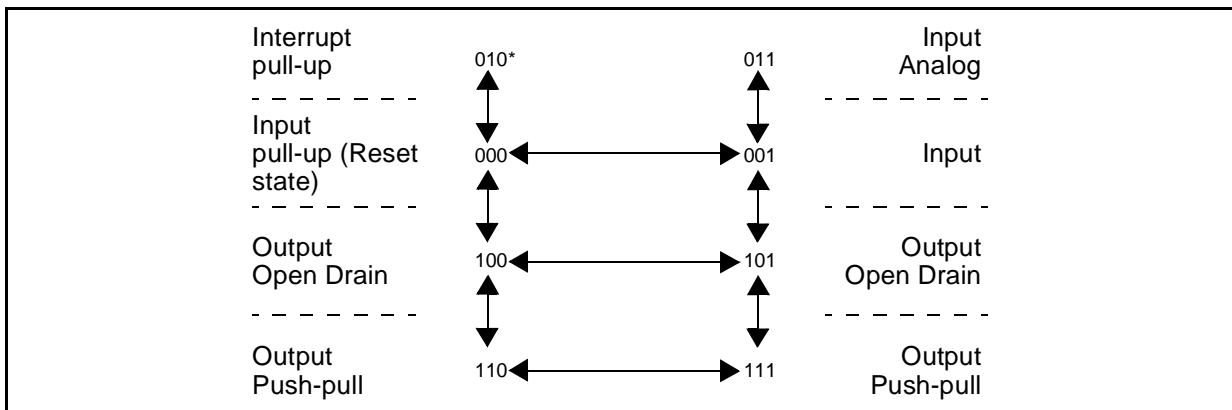 Interrupt
pull-up
010*
011
Input
Analog
Input
pull-up (Reset
state)
000
001
Input
Output
Open Drain
100
101
Output
Open Drain
Output
Push-pull
110
111
Output
Push-pull